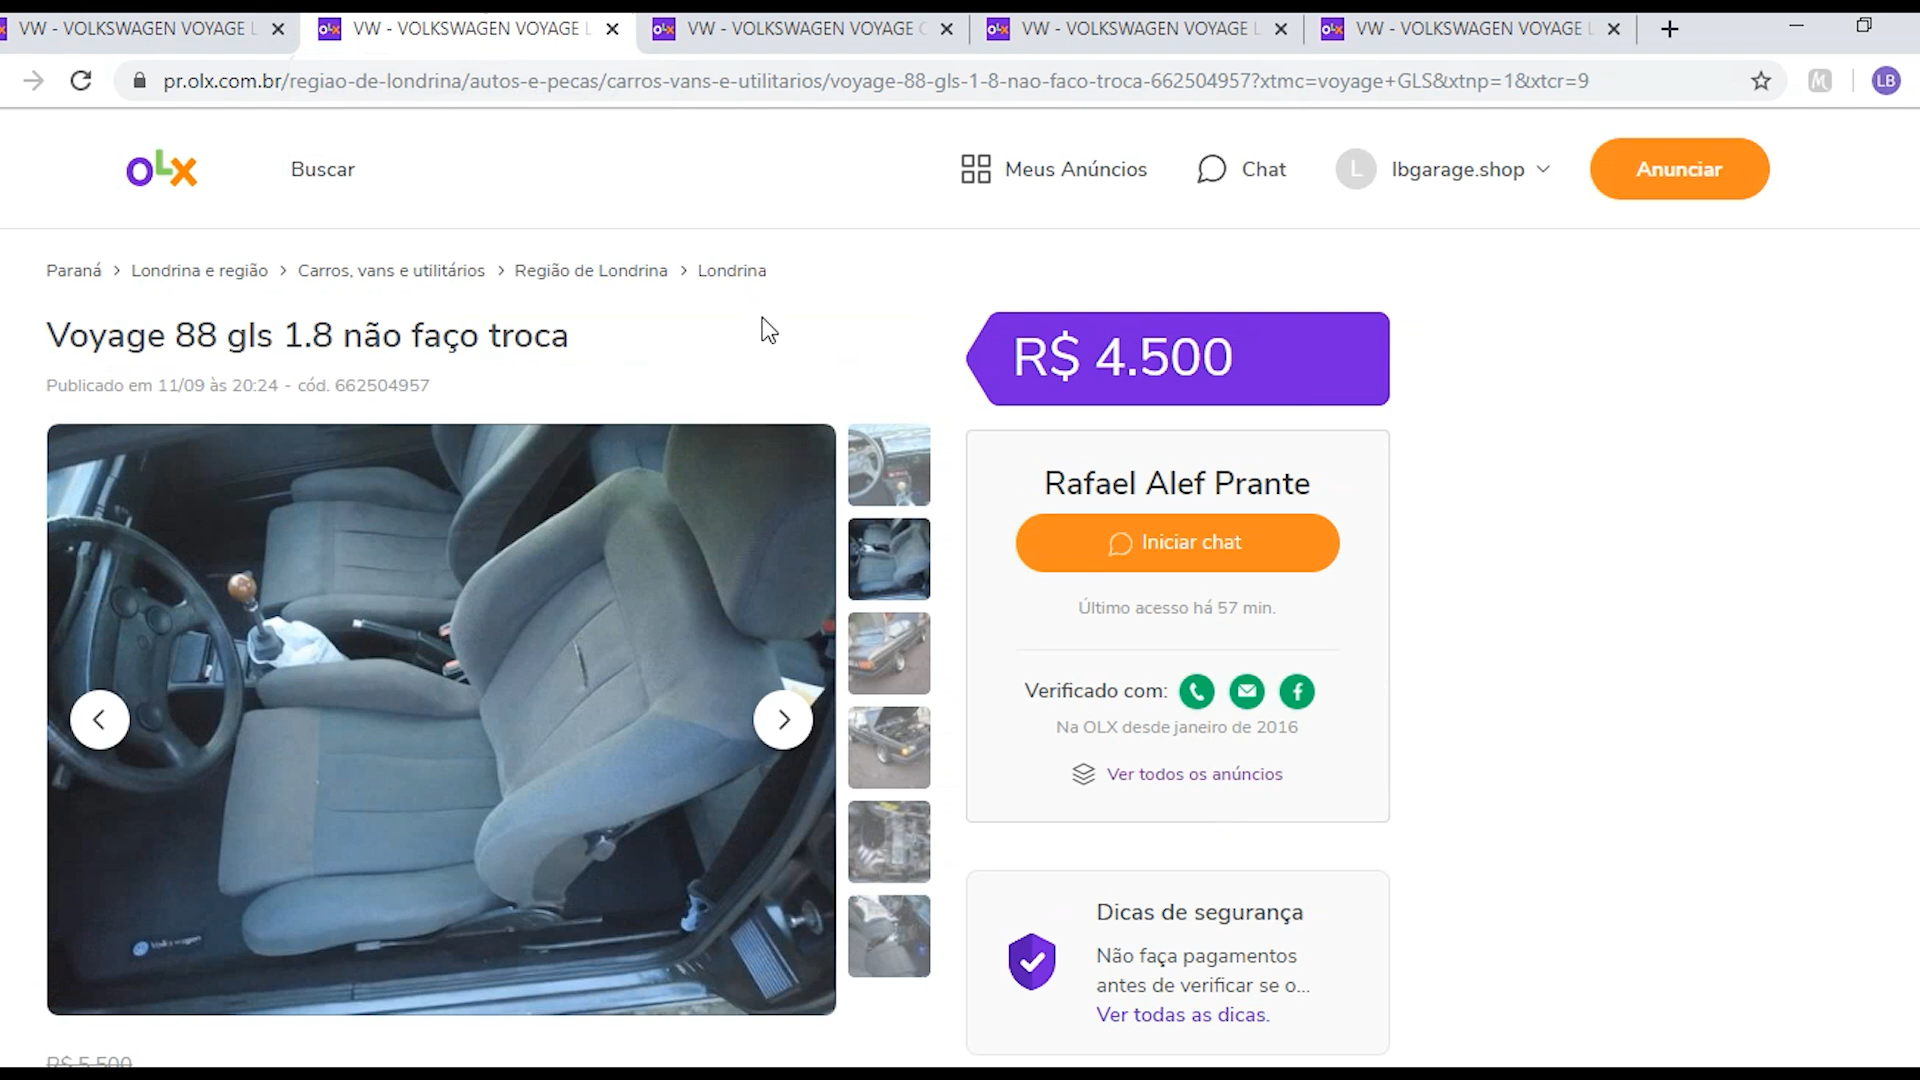 VW - VOLKSWAGEN VOYAGE L
VW - VOLKSWAGEN VOYAGE L
VW - VOLKSWAGEN VOYAGE
VW - VOLKSWAGEN VOYAGE L
VW - VOLKSWAGEN VOYAGE L
pr.olx.com.br/regiao-de-londrina/autos-e-pecas/carros-vans-e-utilitarios/voyage-88-gls-1-8-nao-faco-troca-662504957?xtmc=voyage+GLS&xtnp=1&xtcr=9
LB
OLX
Buscar
Meus Anúncios
Chat
L
lbgarage.shop
Anunciar
Paraná > Londrina e região > Carros, vans e utilitários > Região de Londrina > Londrina
Voyage 88 gls 1.8 não faço troca
Publicado em 11/09 às 20:24 - cód. 662504957
R$ 4.500
Rafael Alef Prante
Iniciar chat
Último acesso há 57 min.
Verificado com:
Na OLX desde janeiro de 2016
Ver todos os anúncios
Dicas de segurança
Não faça pagamentos
antes de verificar se o...
Ver todas as dicas.
Volkswagen
R$ 5.500